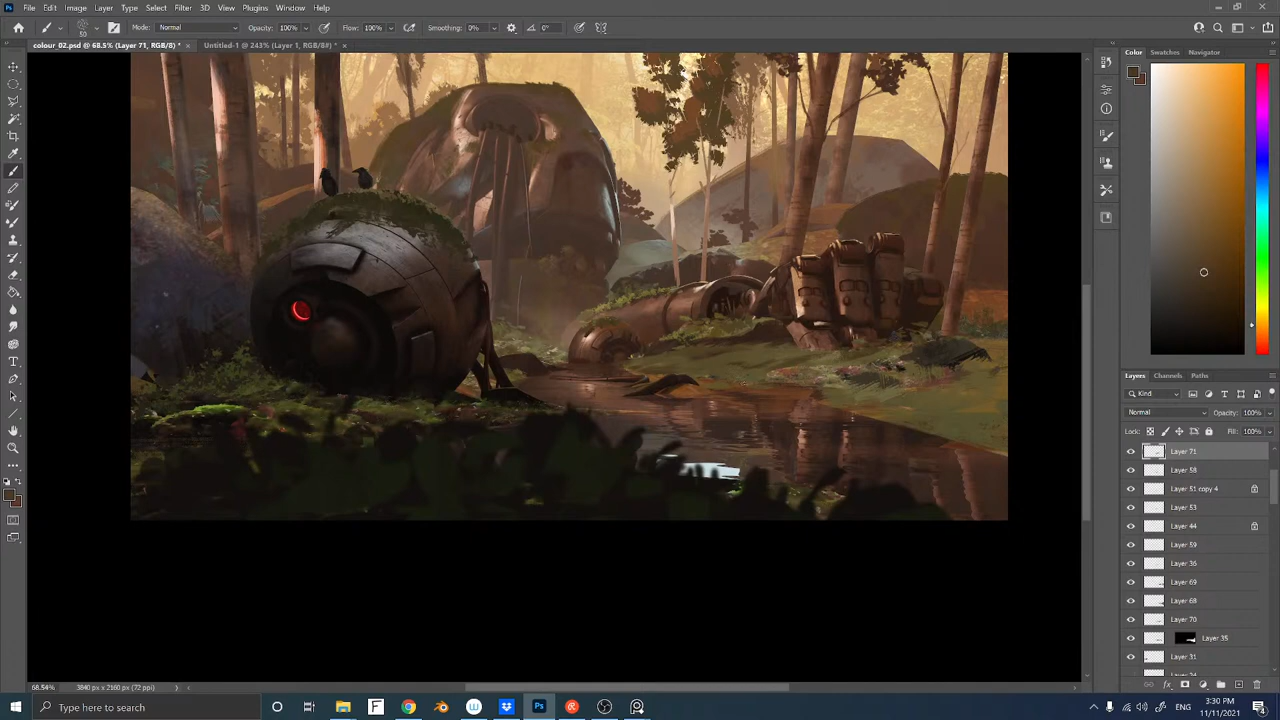 Ps File Edit Image Layer Type Select Filter 3D View Plugins Window Help
50 Mode: Normal Opacity: 100% Flow: 100% Smoothing: 0% 0°
colour_02.psd @ 68.5% (Layer 71, RGB/8) * × Untitled-1 @ 243% (Layer 1, RGB/8#) * ×
Color Swatches Navigator
Layers Channels Paths
Kind
Normal Opacity: 100%
Lock: Fill: 100%
Layer 71
Layer 58
Layer 51 copy 4
Layer 53
Layer 44
Layer 59
Layer 36
Layer 69
Layer 68
Layer 70
Layer 35
Layer 31
68.54% 3840 px x 2160 px (72 ppi)
Type here to search
F
Ps
ENG
3:30 PM
11/11/2021